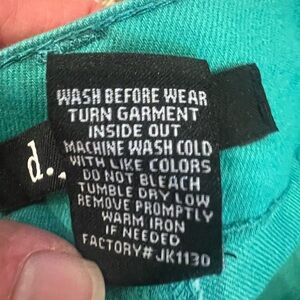 WASH BEFORE WEAR
TURN GARMENT
INSIDE OUT
MACHINE WASH COLD
WITH LIKE COLORS
DO NOT BLEACH
TUMBLE DRY LOW
REMOVE PROMPTLY
WARM IRON
IF NEEDED
FACTORY#JK1130
d.